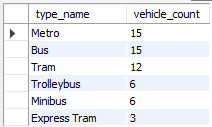 type_name vehicle_count
Metro 15
Bus 15
Tram 12
Trolleybus 6
Minibus 6
Express Tram 3